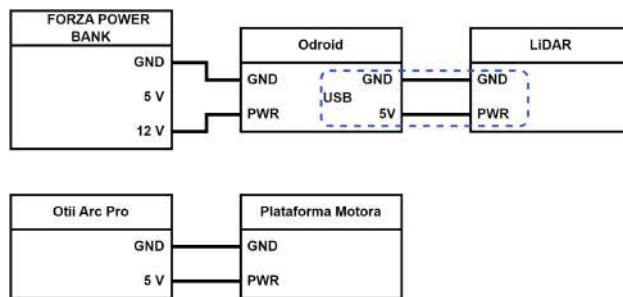 FORZA POWER
BANK
GND
5 V
12 V
Odroid
GND
PWR
GND
USB
5V
LiDAR
GND
PWR
Otii Arc Pro
GND
5 V
Plataforma Motora
GND
PWR